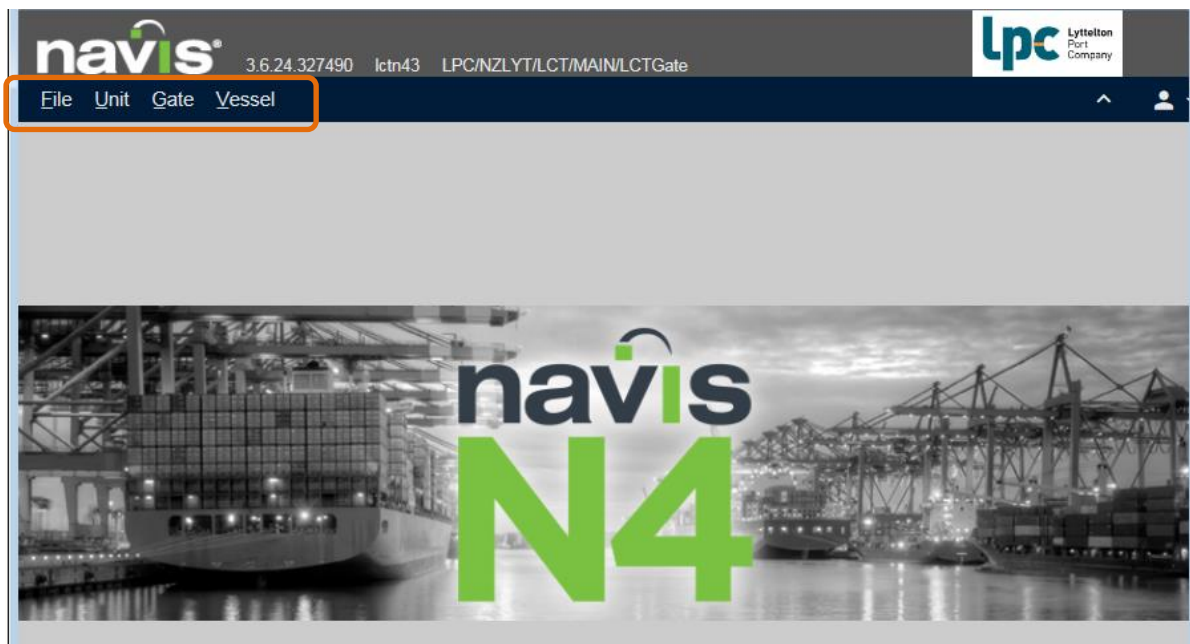 navis® 3.6.24.327490 lctn43 LPC/NZLYT/LCT/MAIN/LCTGate
lpc Lyttelton
Port
Company
File Unit Gate Vessel
navis
N4